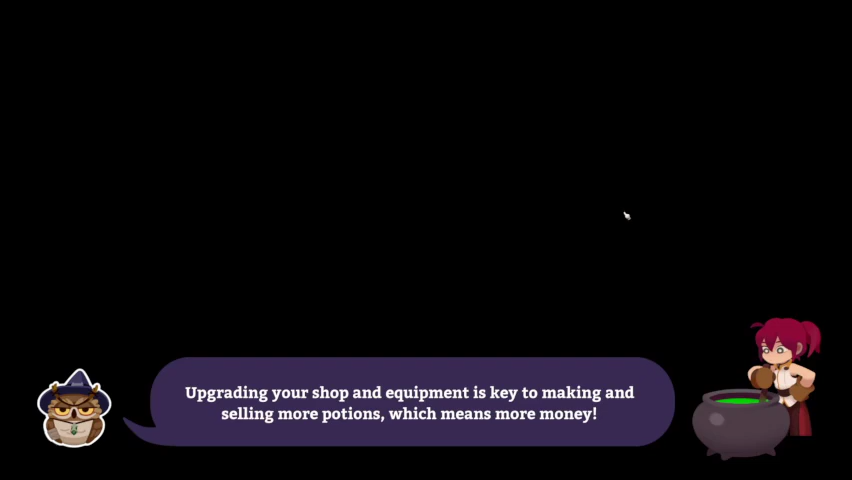 Upgrading your shop and equipment is key to making and
selling more potions, which means more money!